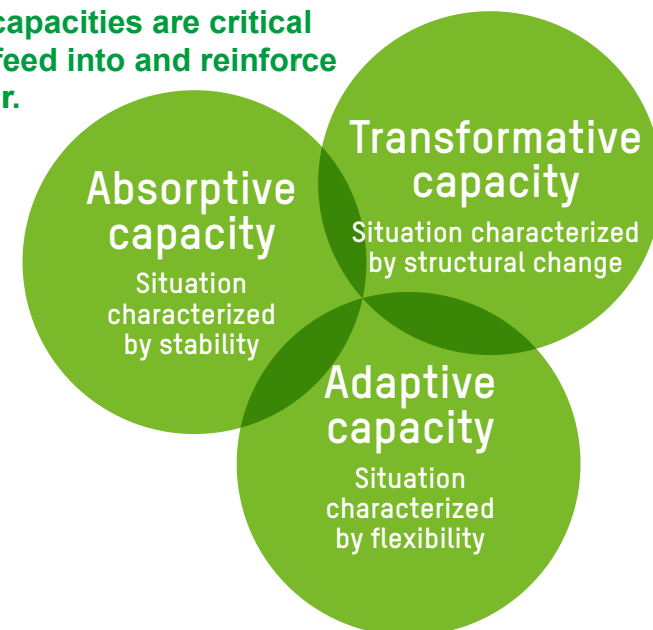 capacities are critical
feed into and reinforce
r.
Absorptive
capacity
Situation
characterized
by stability
Transformative
capacity
Situation characterized
by structural change
Adaptive
capacity
Situation
characterized
by flexibility